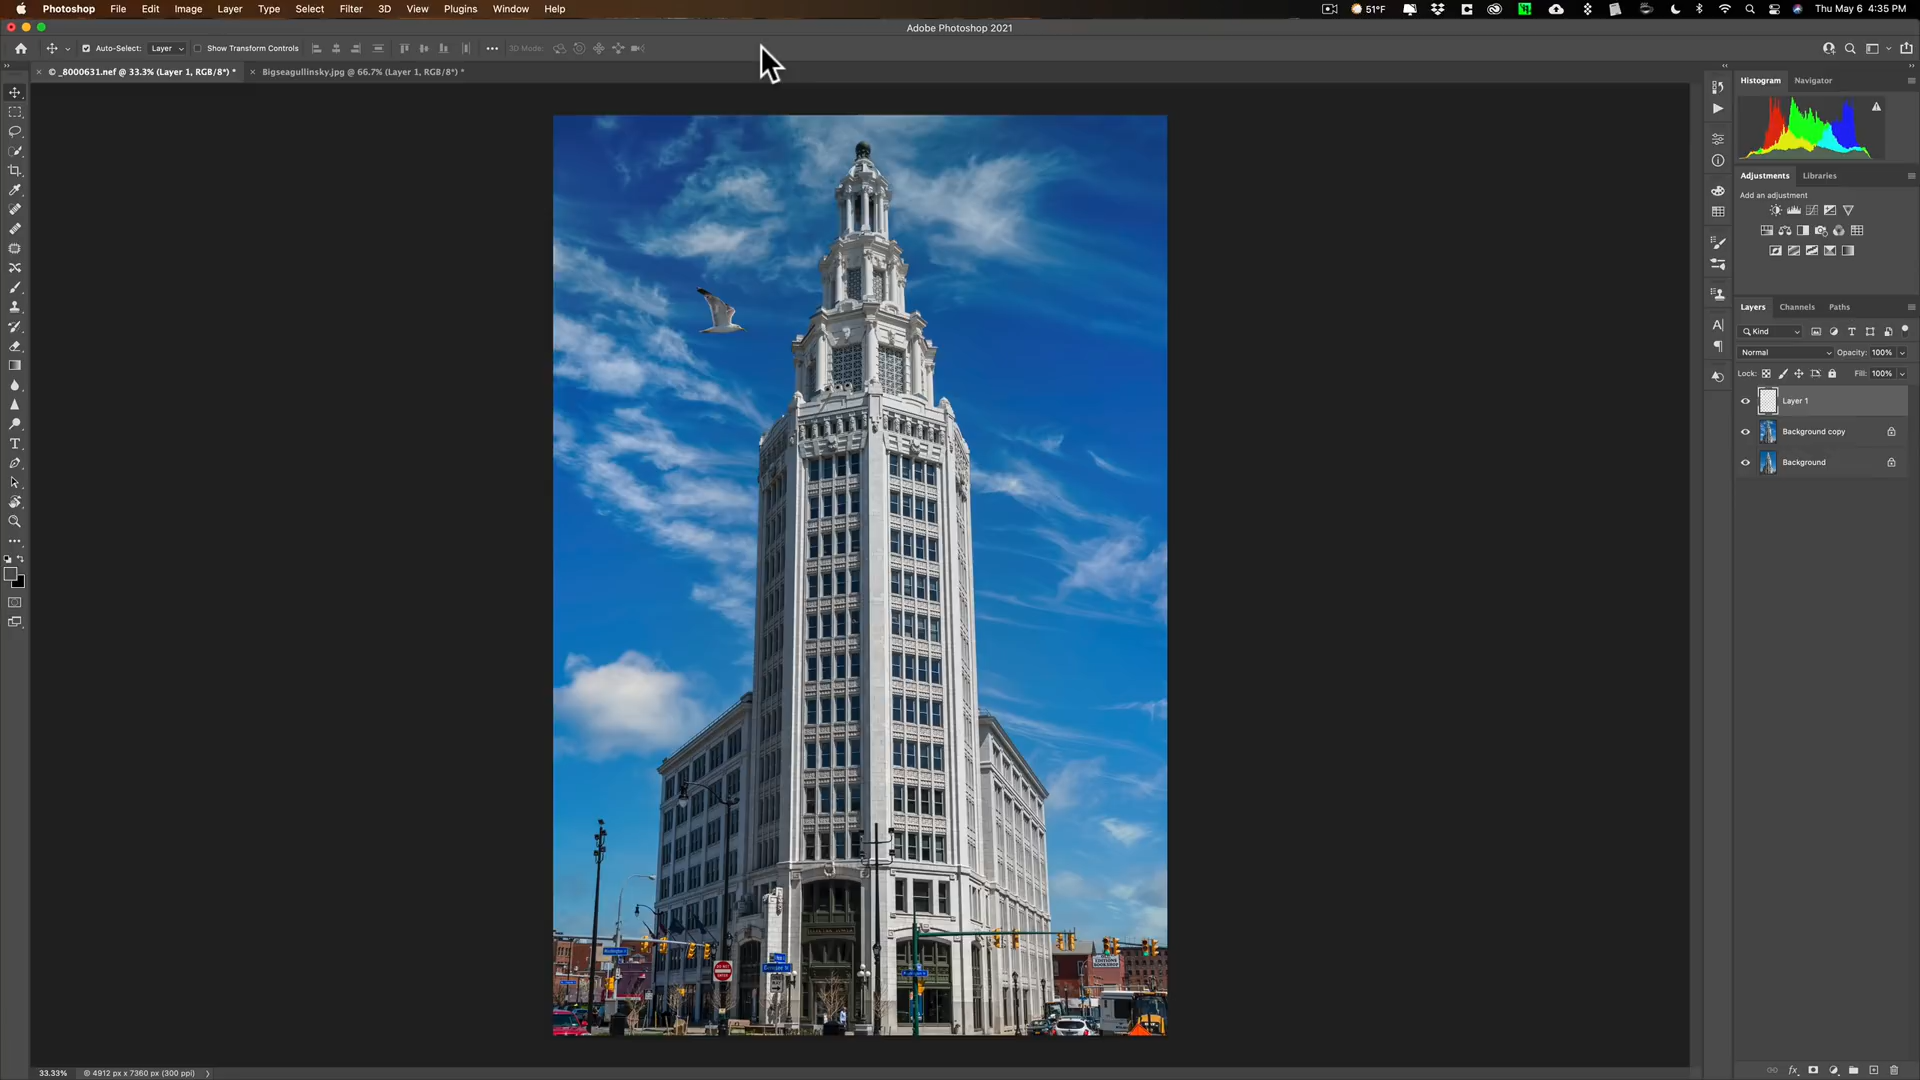 Photoshop File Edit Image Layer Type Select Filter 3D View Plugins Window Help
51°F Thu May 6 4:35 PM
Adobe Photoshop 2021
Auto-Select: Layer Show Transform Controls ••• 3D Mode:
© _8000631.nef @ 33.3% (Layer 1, RGB/8*) * Bigseagullinsky.jpg @ 66.7% (Layer 1, RGB/8*) *
Histogram Navigator
Adjustments Libraries
Add an adjustment
Layers Channels Paths
Kind
Normal Opacity: 100%
Lock: Fill: 100%
Layer 1
Background copy
Background
33.33% 4912 px x 7360 px (300 ppi)